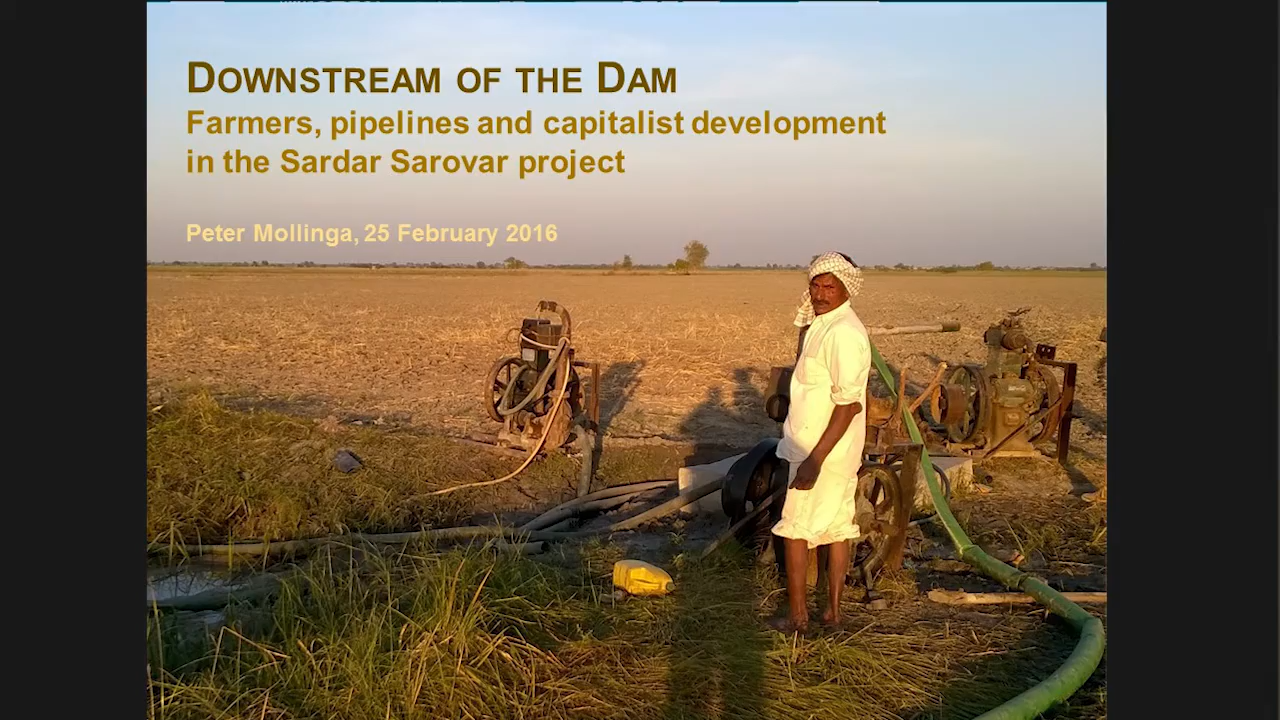 DOWNSTREAM OF THE DAM
Farmers, pipelines and capitalist development
in the Sardar Sarovar project
Peter Mollinga, 25 February 2016